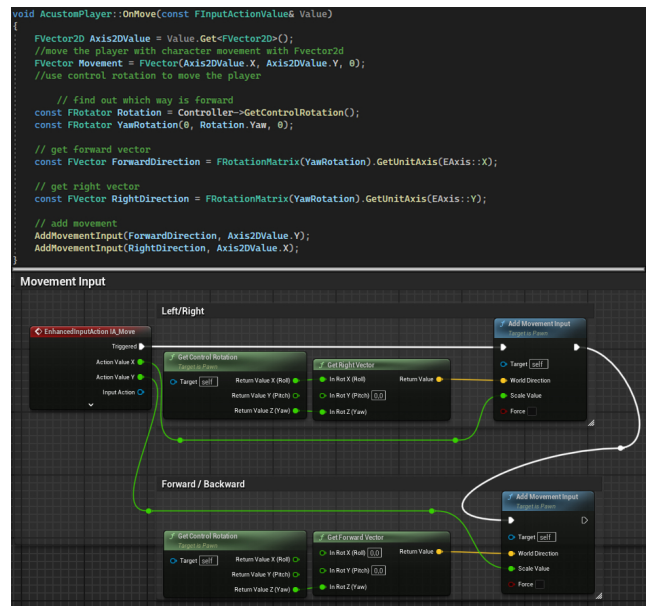 void AcustomPlayer::OnMove(const FInputActionValue& Value)
{
FVector2D Axis2DValue = Value.Get<FVector2D>();
//move the player with character movement with Fvector2d
FVector Movement = FVector(Axis2DValue.X, Axis2DValue.Y, 0);
//use control rotation to move the player
// find out which way is forward
const FRotator Rotation = Controller->GetControlRotation();
const FRotator YawRotation(0, Rotation.Yaw, 0);
// get forward vector
const FVector ForwardDirection = FRotationMatrix(YawRotation).GetUnitAxis(EAxis::X);
// get right vector
const FVector RightDirection = FRotationMatrix(YawRotation).GetUnitAxis(EAxis::Y);
// add movement
AddMovementInput(ForwardDirection, Axis2DValue.Y);
AddMovementInput(RightDirection, Axis2DValue.X);
}
Movement Input
Left/Right
EnhancedInputAction IA_Move
Triggered
Action Value X
Action Value Y
Input Action
Get Control Rotation
Target is Pawn
Target self
Return Value X (Roll)
Return Value Y (Pitch)
Return Value Z (Yaw)
Get Right Vector
In Rot X (Roll)
Return Value
In Rot Y (Pitch) 0,0
In Rot Z (Yaw)
Add Movement Input
Target is Pawn
Target self
World Direction
Scale Value
Force
Forward / Backward
Get Control Rotation
Target is Pawn
Target self
Return Value X (Roll)
Return Value Y (Pitch)
Return Value Z (Yaw)
Get Forward Vector
In Rot X (Roll) 0,0
Return Value
In Rot Y (Pitch) 0,0
In Rot Z (Yaw)
Add Movement Input
Target is Pawn
Target self
World Direction
Scale Value
Force